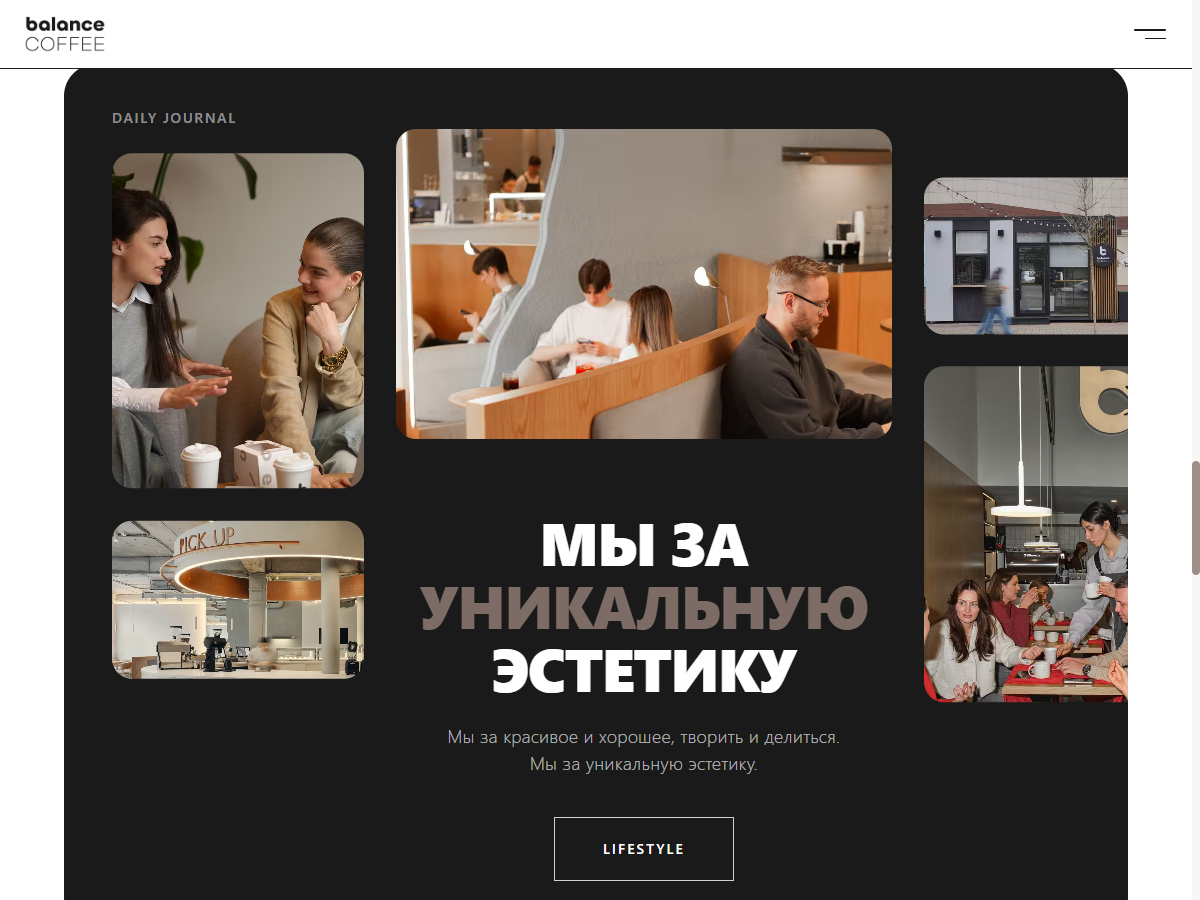 balance
COFFEE
DAILY JOURNAL
PICK UP
МЫ ЗА
УНИКАЛЬНУЮ
ЭСТЕТИКУ
Мы за красивое и хорошее, творить и делиться.
Мы за уникальную эстетику.
LIFESTYLE